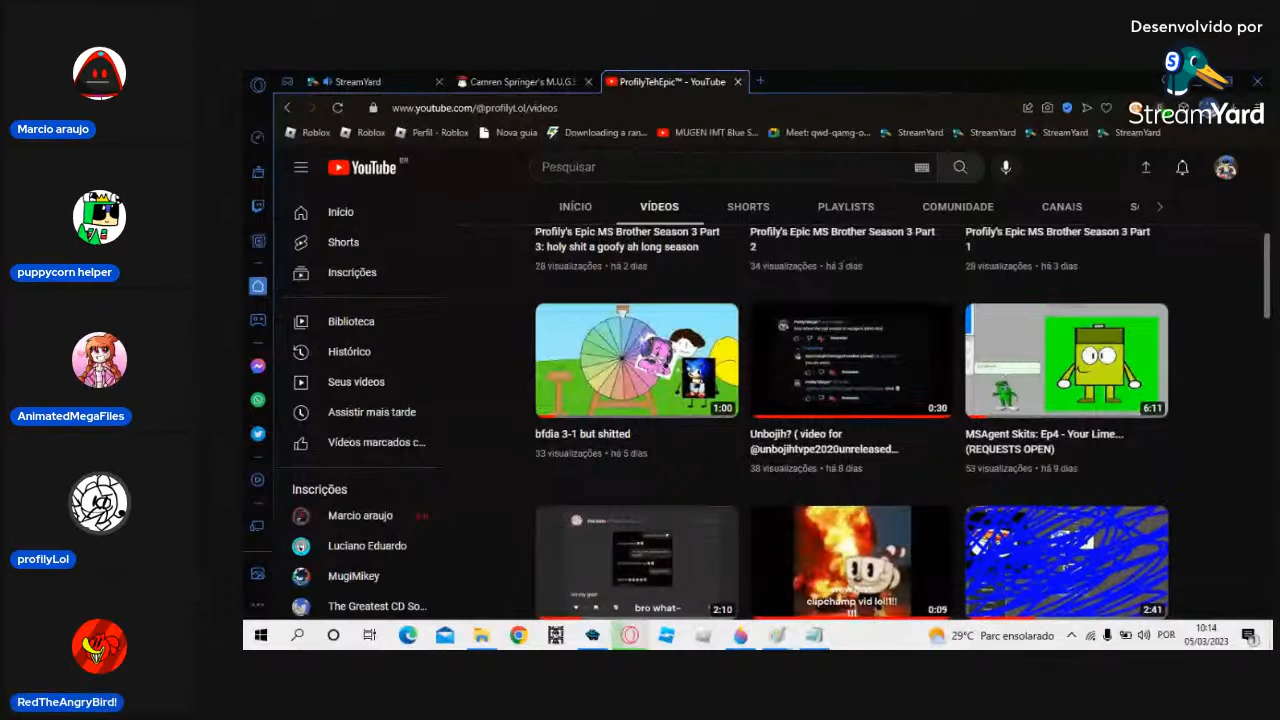 Desenvolvido por
StreamYard
Marcio araujo
puppycorn helper
AnimatedMegaFiles
profilyLol
RedTheAngryBird!
StreamYard
Camren Springer's M.U.G.E
ProfilyTehEpic™ - YouTube
www.youtube.com/@profilyLol/videos
Roblox
Roblox
Perfil - Roblox
Nova guia
Downloading a ran...
MUGEN IMT Blue S...
Meet: qwd-qamg-o...
StreamYard
StreamYard
StreamYard
StreamYard
YouTube BR
Pesquisar
INÍCIO
VÍDEOS
SHORTS
PLAYLISTS
COMUNIDADE
CANAIS
Início
Shorts
Inscrições
Biblioteca
Histórico
Seus vídeos
Assistir mais tarde
Vídeos marcados c...
Inscrições
Marcio araujo
Luciano Eduardo
MugiMikey
The Greatest CD So...
Profily's Epic MS Brother Season 3 Part
3: holy shit a goofy ah long season
28 visualizações • há 2 dias
Profily's Epic MS Brother Season 3 Part
2
34 visualizações • há 3 dias
Profily's Epic MS Brother Season 3 Part
1
29 visualizações • há 3 dias
1:00
bfdia 3-1 but shitted
33 visualizações • há 5 dias
0:30
Unbojih? ( video for
@unbojihtvpe2020unreleased...
38 visualizações • há 8 dias
6:11
MSAgent Skits: Ep4 - Your Lime...
(REQUESTS OPEN)
53 visualizações • há 9 dias
bro what-
2:10
clipchamp vid lol!!1!
!!!
0:09
2:41
29°C Parc ensolarado
POR
10:14
05/03/2023